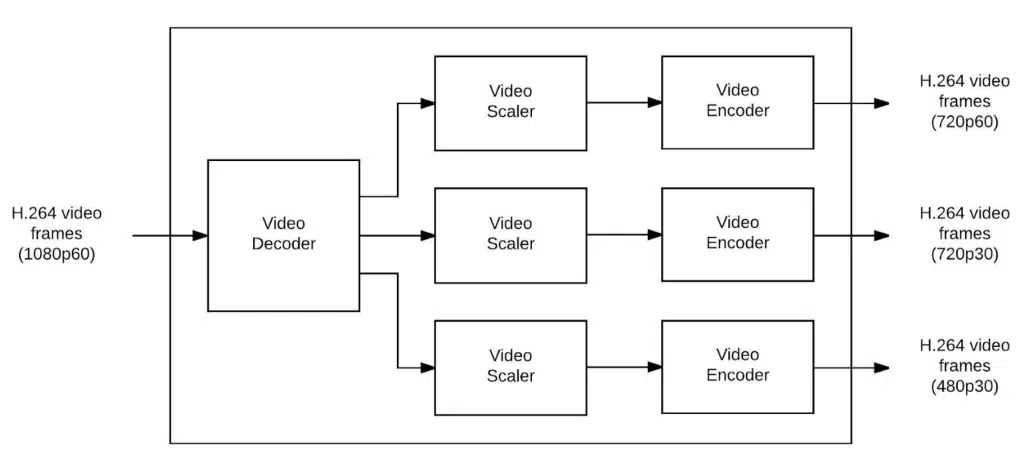 H.264 video
frames
(1080p60)
Video
Decoder
Video
Scaler
Video
Encoder
H.264 video
frames
(720p60)
Video
Scaler
Video
Encoder
H.264 video
frames
(720p30)
Video
Scaler
Video
Encoder
H.264 video
frames
(480p30)